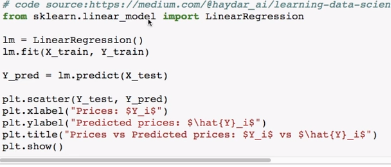 # code source:https://medium.com/@haydar_ai/learning-data-scien
from sklearn.linear_model import LinearRegression
lm = LinearRegression()
lm.fit(X_train, Y_train)
Y_pred = lm.predict(X_test)
plt.scatter(Y_test, Y_pred)
plt.xlabel("Prices: $Y_i$")
plt.ylabel("Predicted prices: $\hat{Y}_i$")
plt.title("Prices vs Predicted prices: $Y_i$ vs $\hat{Y}_i$")
plt.show()